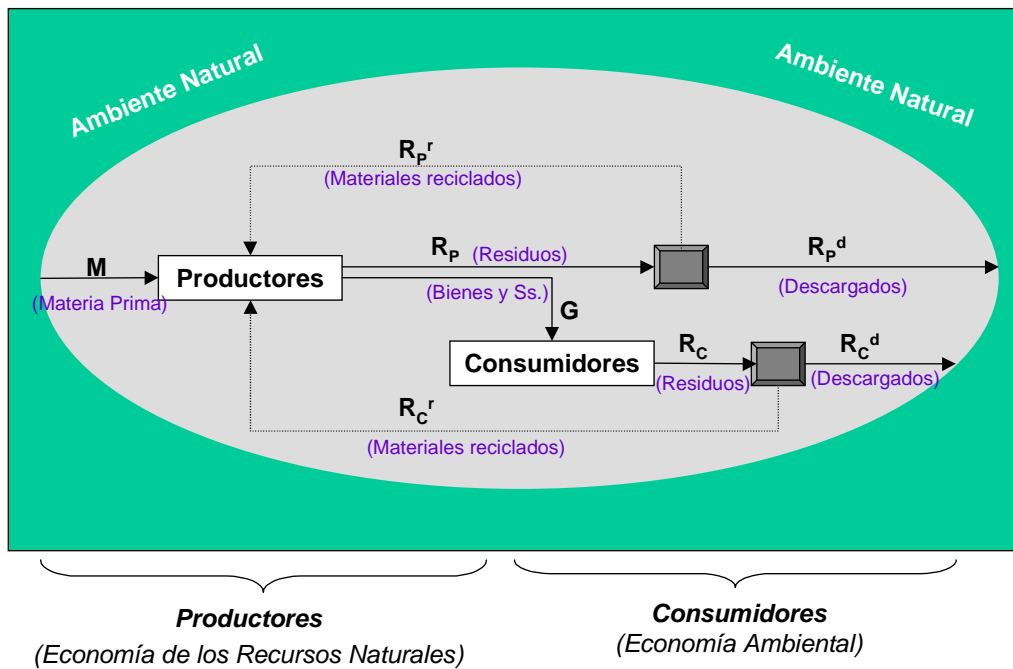 Ambiente Natural
Ambiente Natural
R_P^r
(Materiales reciclados)
M
(Materia Prima)
Productores
R_P (Residuos)
R_P^d
(Bienes y Ss.)
(Descargados)
G
Consumidores
R_C
(Residuos)
R_C^d
(Descargados)
R_C^r
(Materiales reciclados)
Productores
(Economía de los Recursos Naturales)
Consumidores
(Economía Ambiental)